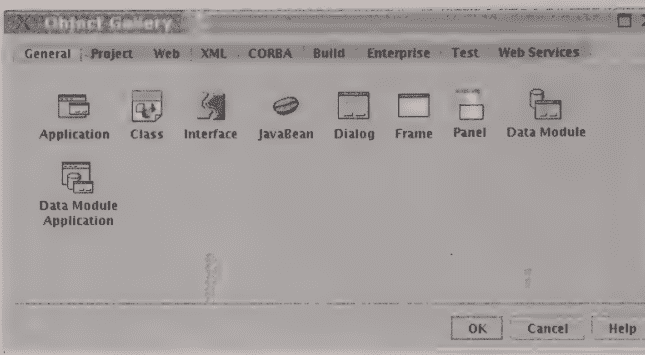 Object Gallery
General Project Web XML CORBA Build Enterprise Test Web Services
Application Class Interface JavaBean Dialog Frame Panel Data Module
Data Module
Application
OK Cancel Help